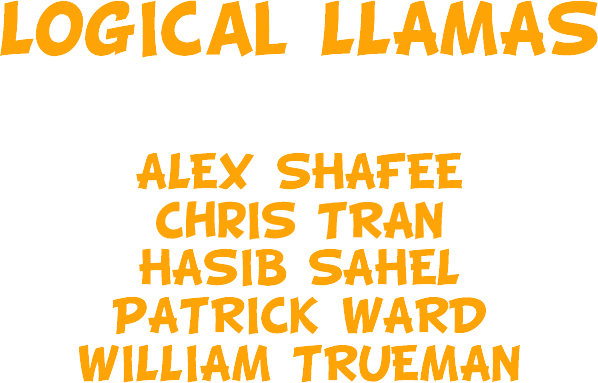 LOGICAL LLAMAS
ALEX SHAFEE
CHRIS TRAN
HASIB SAHEL
PATRICK WARD
WILLIAM TRUEMAN